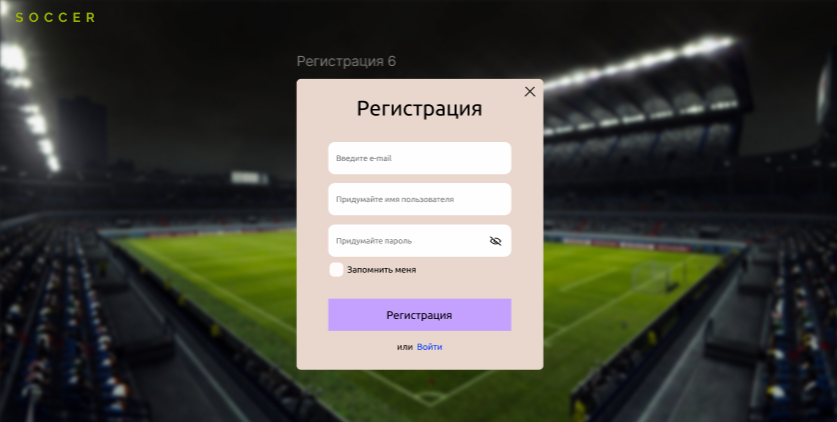 SOCCER
Регистрация 6
Регистрация
Введите e-mail
Придумайте имя пользователя
Придумайте пароль
Запомнить меня
Регистрация
или Войти